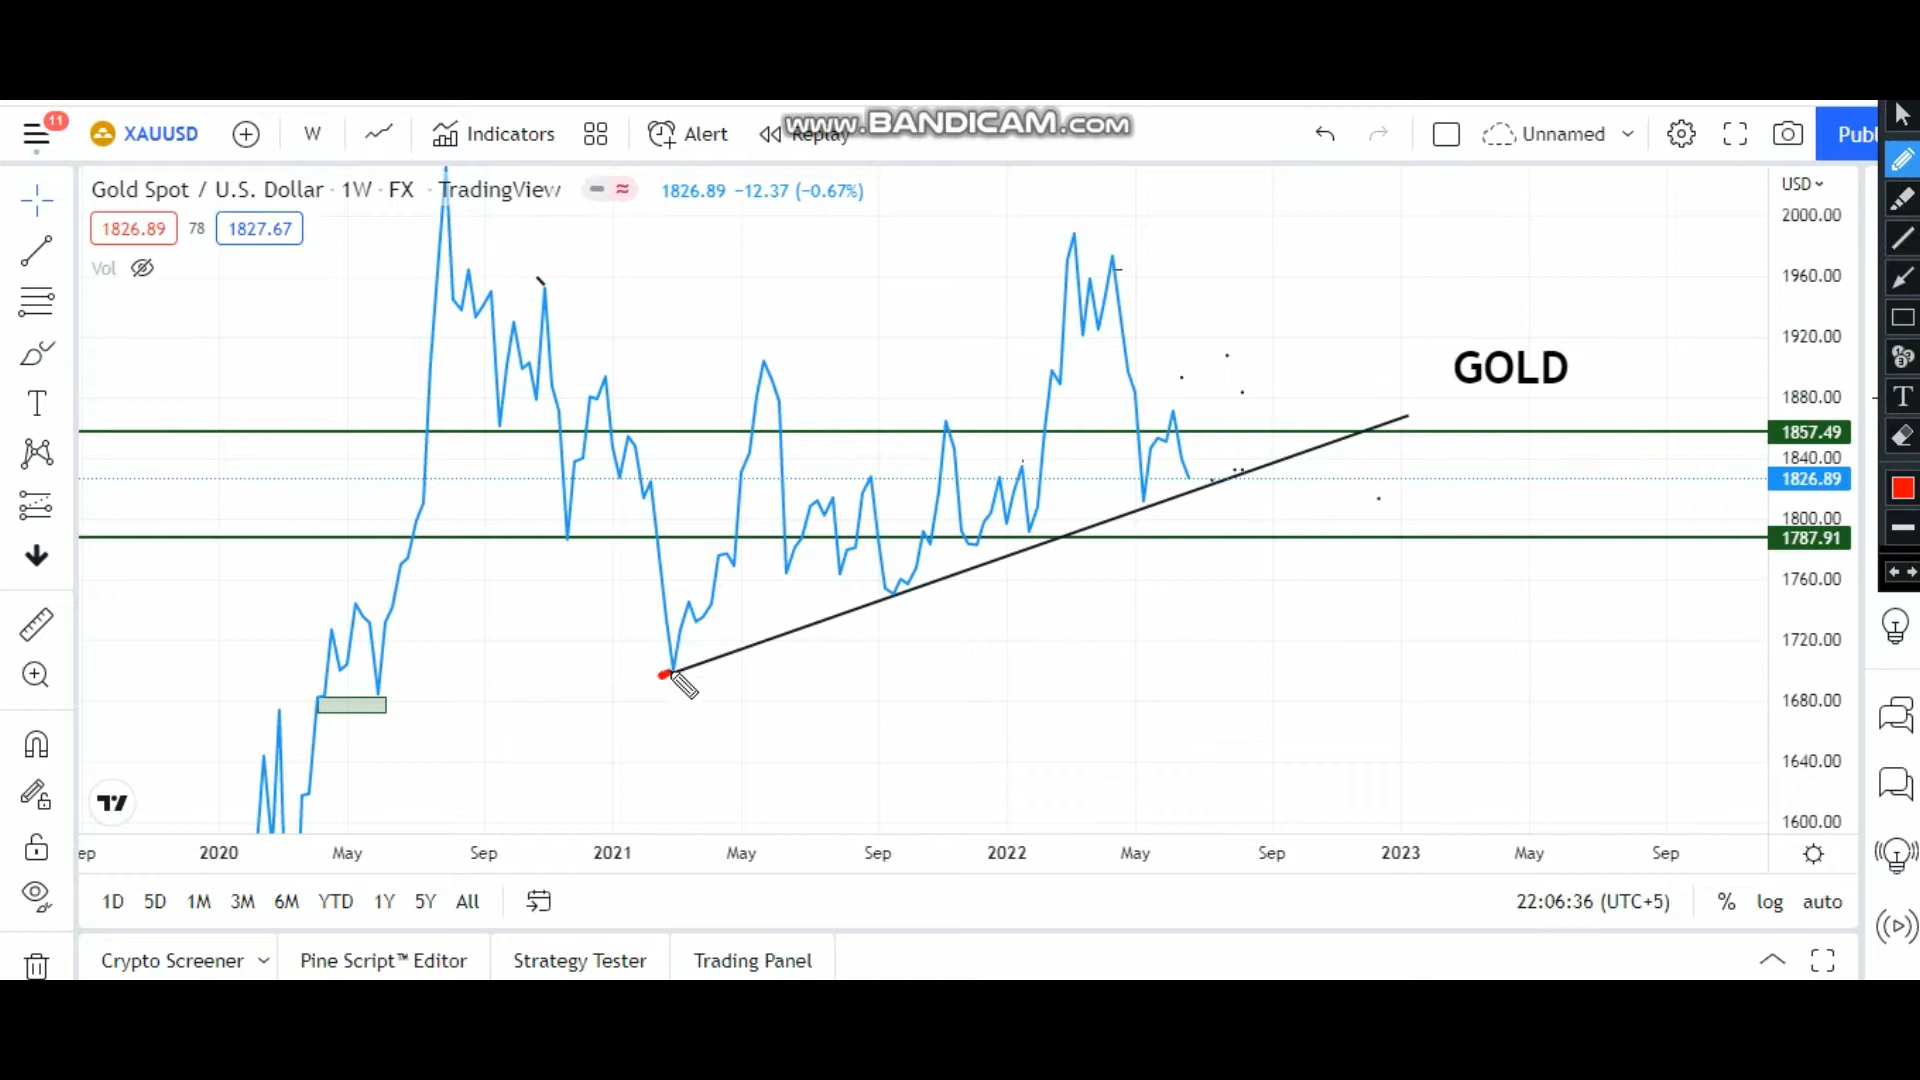 www.BANDICAM.com
11
XAUUSD
W
Indicators
Alert
Replay
Unnamed
Publ
Gold Spot / U.S. Dollar · 1W · FX · TradingView
1826.89 −12.37 (−0.67%)
USD
1826.89
78
1827.67
Vol
2000.00
1960.00
1920.00
GOLD
1880.00
1857.49
1840.00
1826.89
1800.00
1787.91
1760.00
1720.00
1680.00
1640.00
1600.00
ep
2020
May
Sep
2021
May
Sep
2022
May
Sep
2023
May
Sep
1D
5D
1M
3M
6M
YTD
1Y
5Y
All
22:06:36 (UTC+5)
%
log
auto
Crypto Screener
Pine Script™ Editor
Strategy Tester
Trading Panel